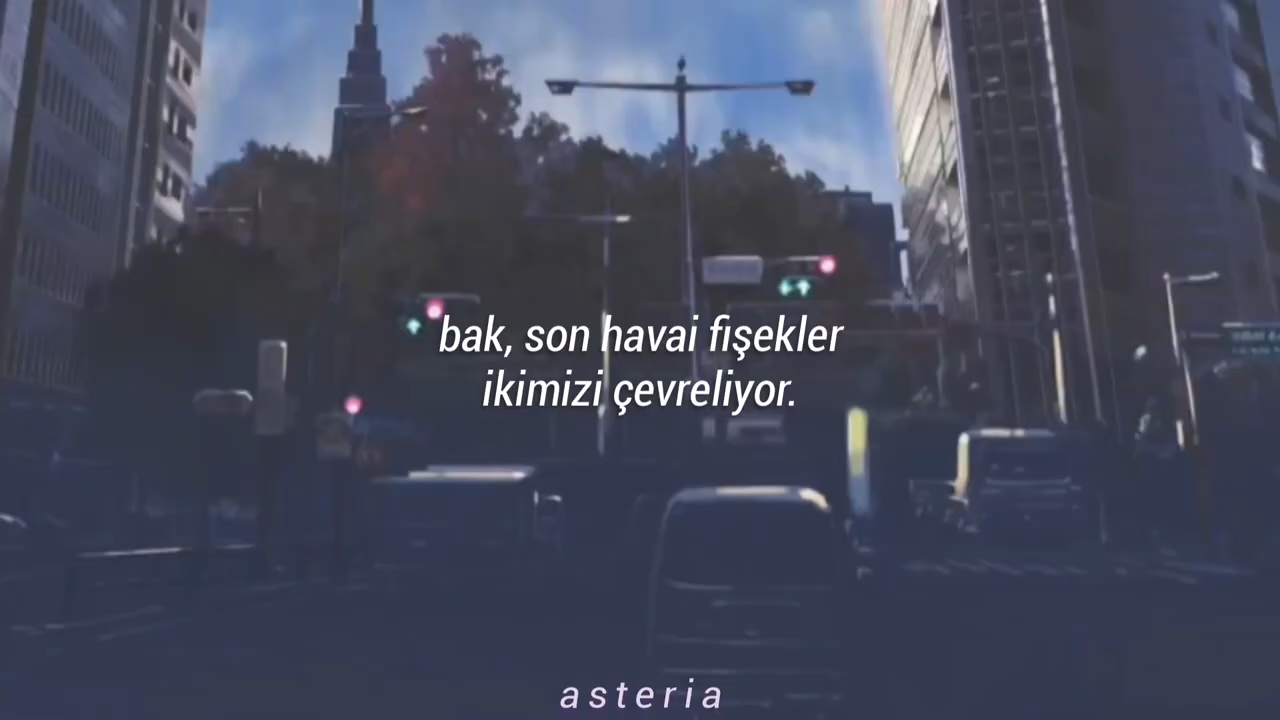 bak, son havai fişekler
ikimizi çevreliyor.
asteria